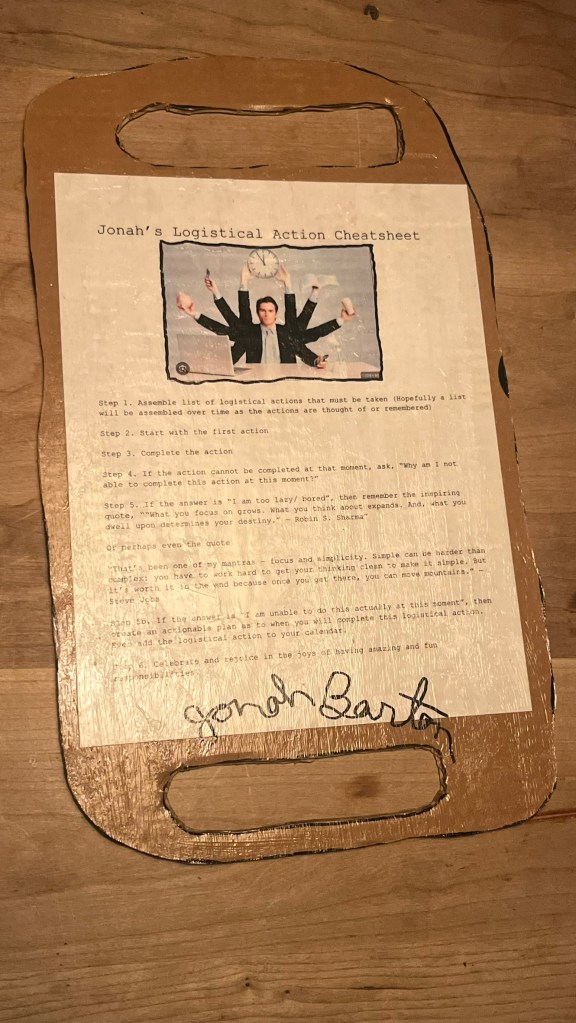 Jonah's Logistical Action Cheatsheet
Step 1. Assemble list of logistical actions that must be taken (Hopefully a list
will be assembled over time as the actions are thought of or remembered)
Step 2. Start with the first action
Step 3. Complete the action
Step 4. If the action cannot be completed at that moment, ask, "Why am I not
able to complete this action at this moment?"
Step 5. If the answer is "I am too lazy/ bored", then remember the inspiring
quote, ""What you focus on grows. What you think about expands. And, what you
dwell upon determines your destiny." – Robin S. Sharma"
Or perhaps even the quote
"That's been one of my mantras – focus and simplicity. Simple can be harder than
complex: you have to work hard to get your thinking clean to make it simple. But
it's worth it in the end because once you get there, you can move mountains." –
Steve Jobs
Step 5b. If the answer is "I am unable to do this actually at this moment", then
create an actionable plan as to when you will complete this logistical action.
Even add the logistical action to your calendar.
Step 6. Celebrate and rejoice in the joys of having amazing and fun
responsibilities
Jonah Barton